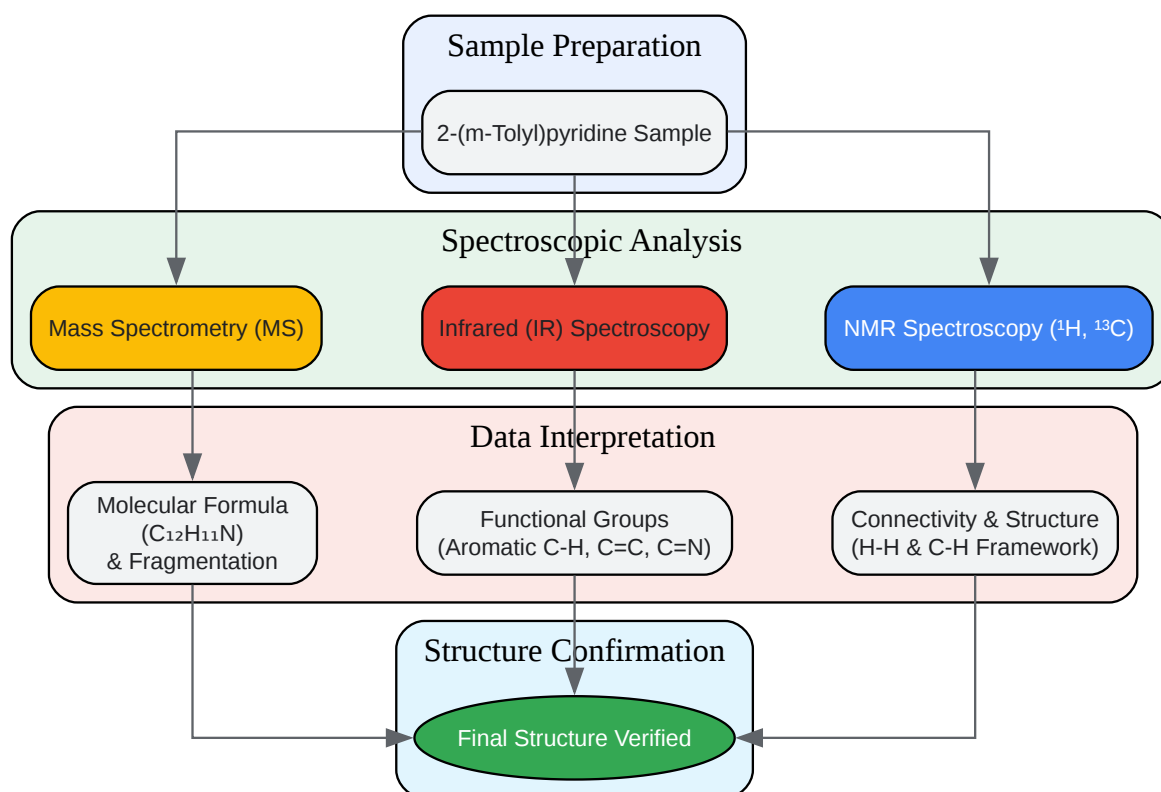 Sample Preparation
2-(m-Tolyl)pyridine Sample
Spectroscopic Analysis
Mass Spectrometry (MS)
Infrared (IR) Spectroscopy
NMR Spectroscopy (¹H, ¹³C)
Data Interpretation
Molecular Formula
(C₁₂H₁₁N)
& Fragmentation
Functional Groups
(Aromatic C-H, C=C, C=N)
Connectivity & Structure
(H-H & C-H Framework)
Structure Confirmation
Final Structure Verified